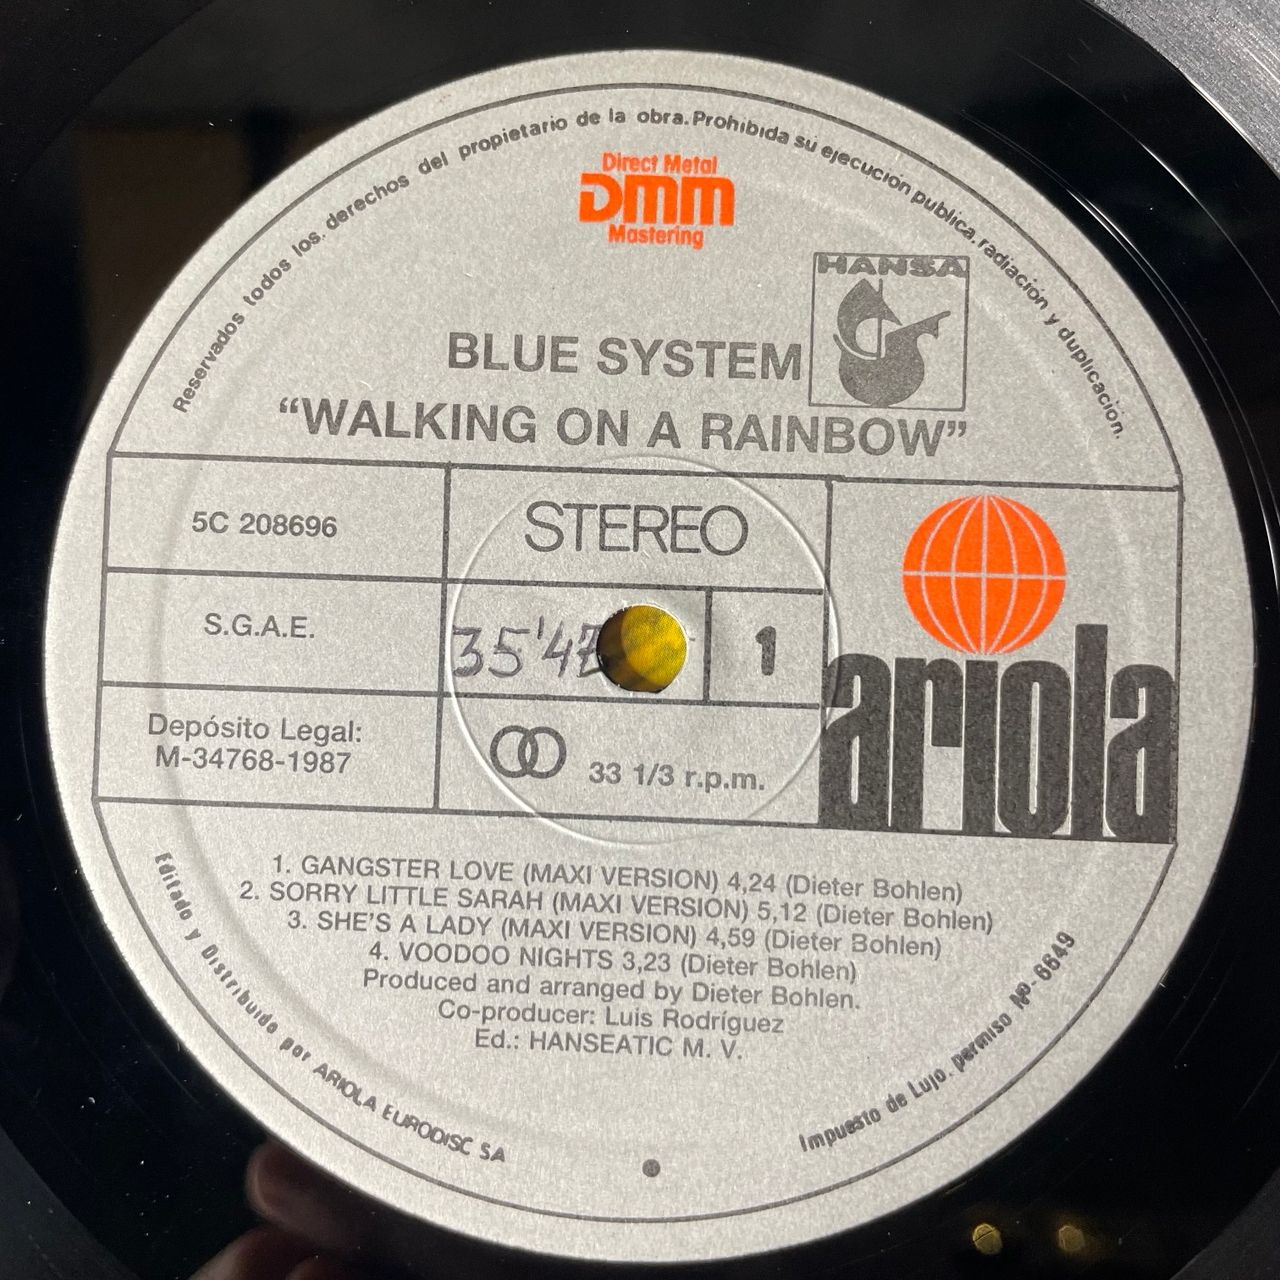 Reservados todos los derechos del propietario de la obra. Prohibida su ejecución publica, radiación y duplicación.
Direct Metal
DMM
Mastering
HANSA
BLUE SYSTEM
“WALKING ON A RAINBOW”
5C 208696
STEREO
S.G.A.E.
1
ariola
Depósito Legal:
M-34768-1987
33 1/3 r.p.m.
1. GANGSTER LOVE (MAXI VERSION) 4,24 (Dieter Bohlen)
2. SORRY LITTLE SARAH (MAXI VERSION) 5,12 (Dieter Bohlen)
3. SHE’S A LADY (MAXI VERSION) 4,59 (Dieter Bohlen)
4. VOODOO NIGHTS 3,23 (Dieter Bohlen)
Produced and arranged by Dieter Bohlen.
Co-producer: Luis Rodríguez
Ed.: HANSEATIC M. V.
Editado y Distribuido por ARIOLA EURODISC SA
Impuesto de Lujo. permiso Nº- 6649